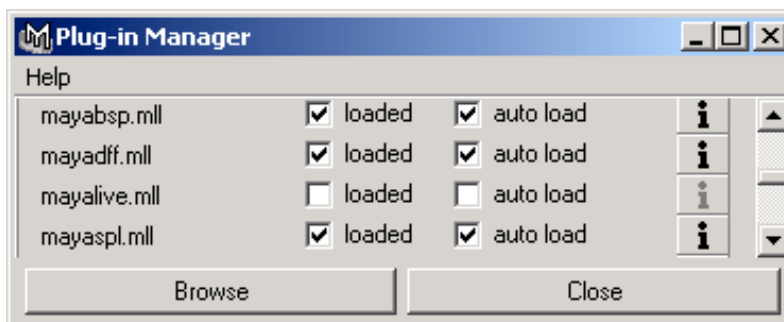 Plug-in Manager
Help
mayabsp.mll loaded auto load i
mayadff.mll loaded auto load i
mayalive.mll loaded auto load i
mayaspl.mll loaded auto load i
Browse Close